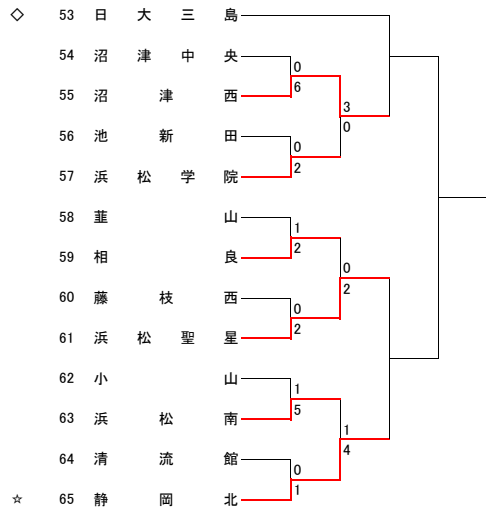 ◇ 53 日大三島
54 沼津中央
0
55 沼津西
6
3
0
56 池新田
0
57 浜松学院
2
58 韮山
1
59 相良
2
0
2
60 藤枝西
0
61 浜松聖星
2
62 小山
1
63 浜松南
5
1
4
64 清流館
0
65 静岡北
1
☆